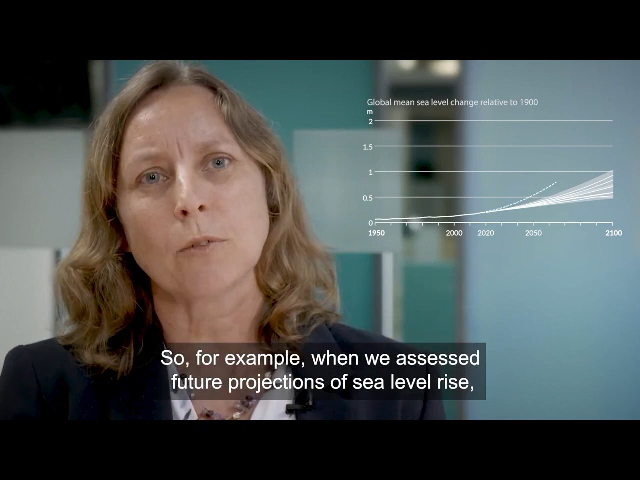 Global mean sea level change relative to 1900
m
2
1.5
1
0.5
0
1950 2000 2020 2050 2100
So, for example, when we assessed
future projections of sea level rise,